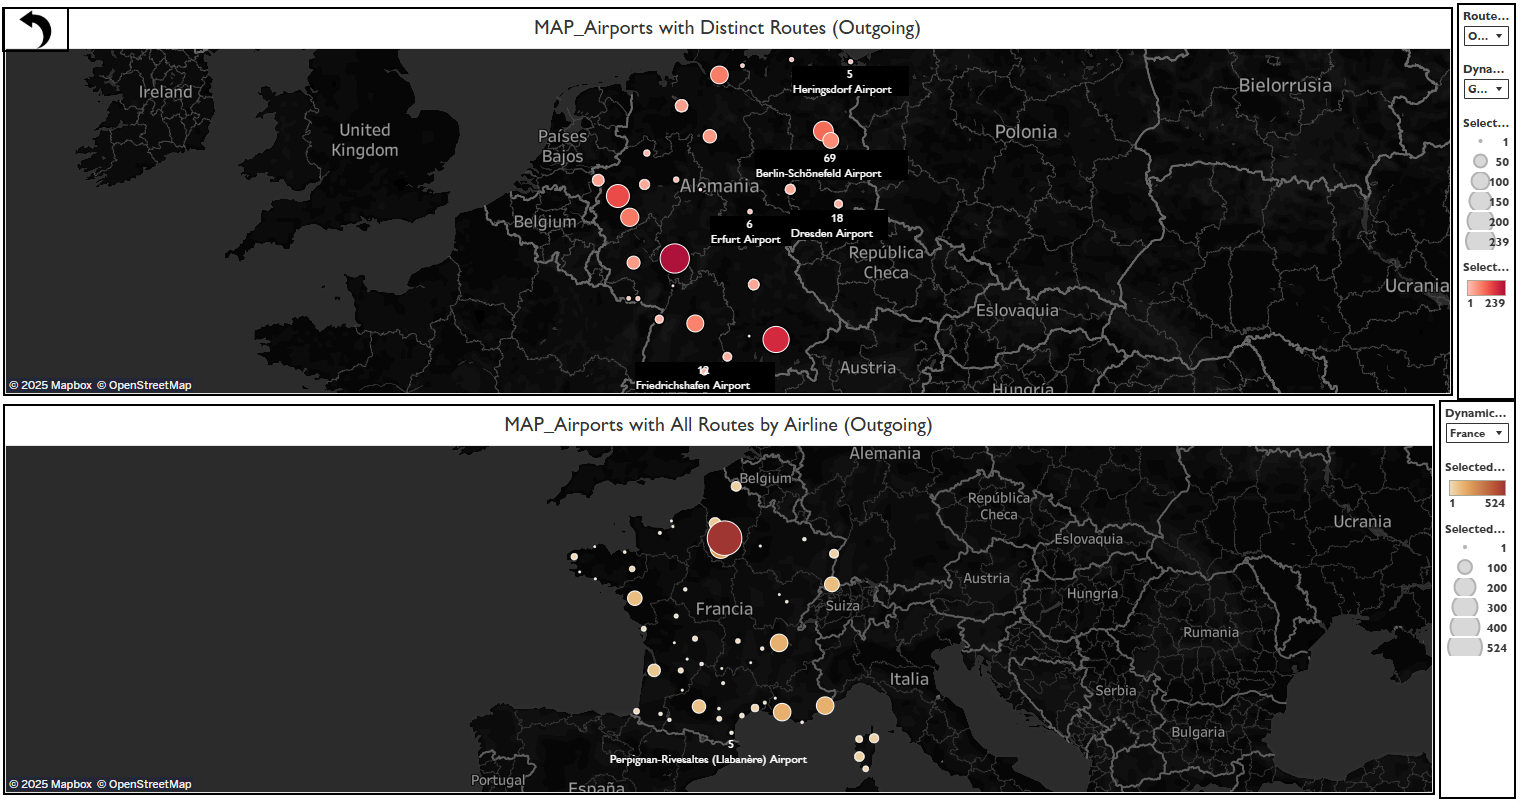 MAP_Airports with Distinct Routes (Outgoing)
Ireland
United
Kingdom
Países
Bajos
Belgium
Alemania
Polonia
Bielorrusia
República
Checa
Eslovaquia
Ucrania
Austria
Hungría
5
Heringsdorf Airport
69
Berlin-Schönefeld Airport
6
Erfurt Airport
18
Dresden Airport
12
Friedrichshafen Airport
© 2025 Mapbox © OpenStreetMap
Route...
O...
Dyna...
G...
Select...
1
50
100
150
200
239
Select...
1 239
MAP_Airports with All Routes by Airline (Outgoing)
Alemania
Belgium
República
Checa
Ucrania
Eslovaquia
Austria
Hungría
Francia
Suiza
Rumania
Italia
Serbia
Bulgaria
5
Perpignan-Rivesaltes (Llabanère) Airport
Portugal
España
© 2025 Mapbox © OpenStreetMap
Dynamic...
France
Selected...
1 524
Selected...
1
100
200
300
400
524